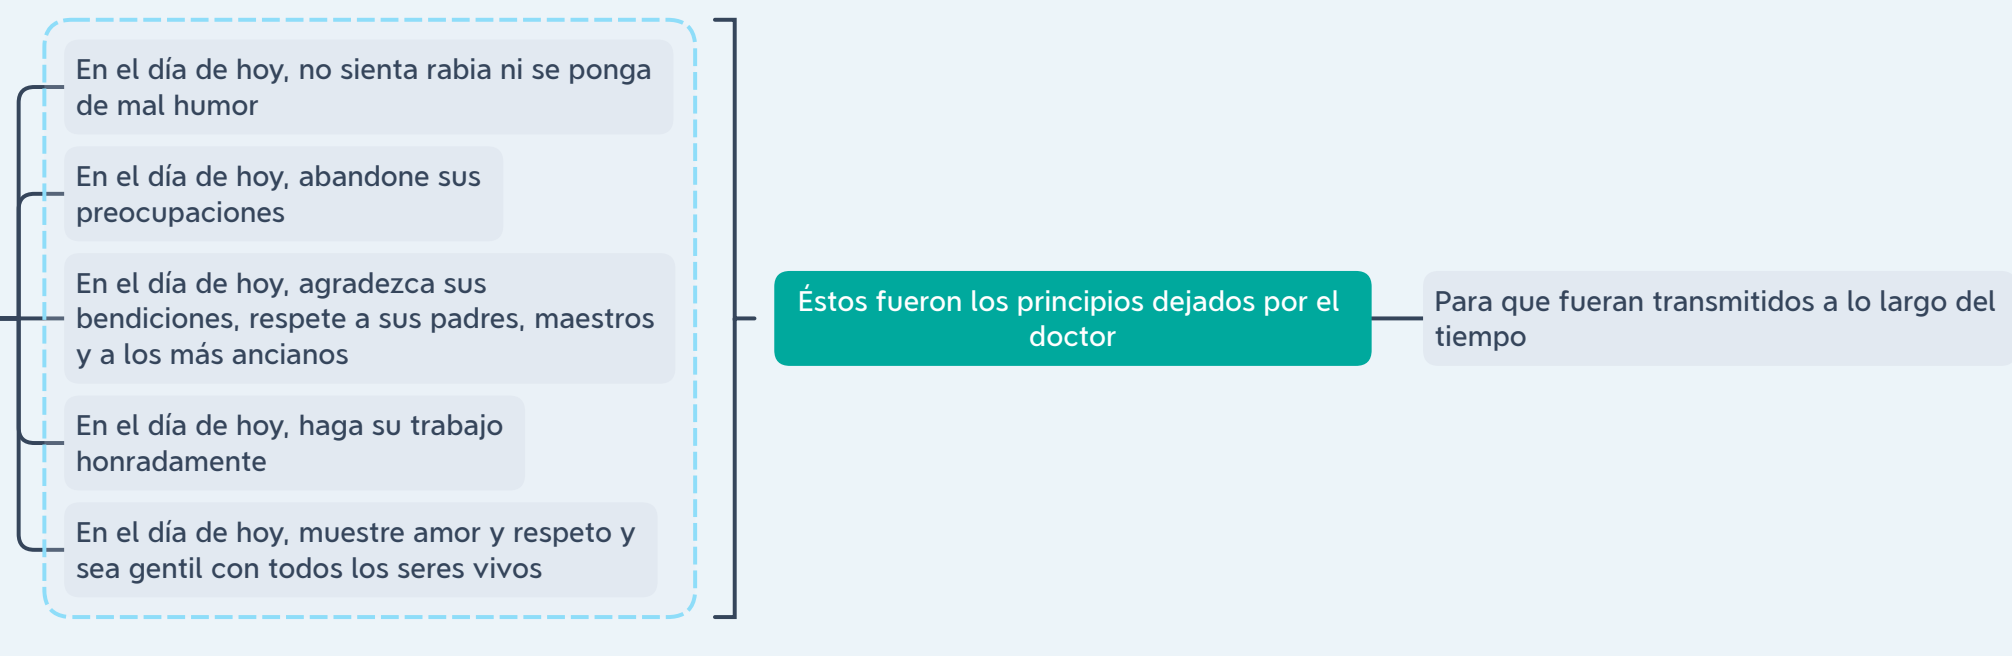 En el día de hoy, no sienta rabia ni se ponga
de mal humor
En el día de hoy, abandone sus
preocupaciones
En el día de hoy, agradezca sus
bendiciones, respete a sus padres, maestros
y a los más ancianos
En el día de hoy, haga su trabajo
honradamente
En el día de hoy, muestre amor y respeto y
sea gentil con todos los seres vivos
Éstos fueron los principios dejados por el
doctor
Para que fueran transmitidos a lo largo del
tiempo